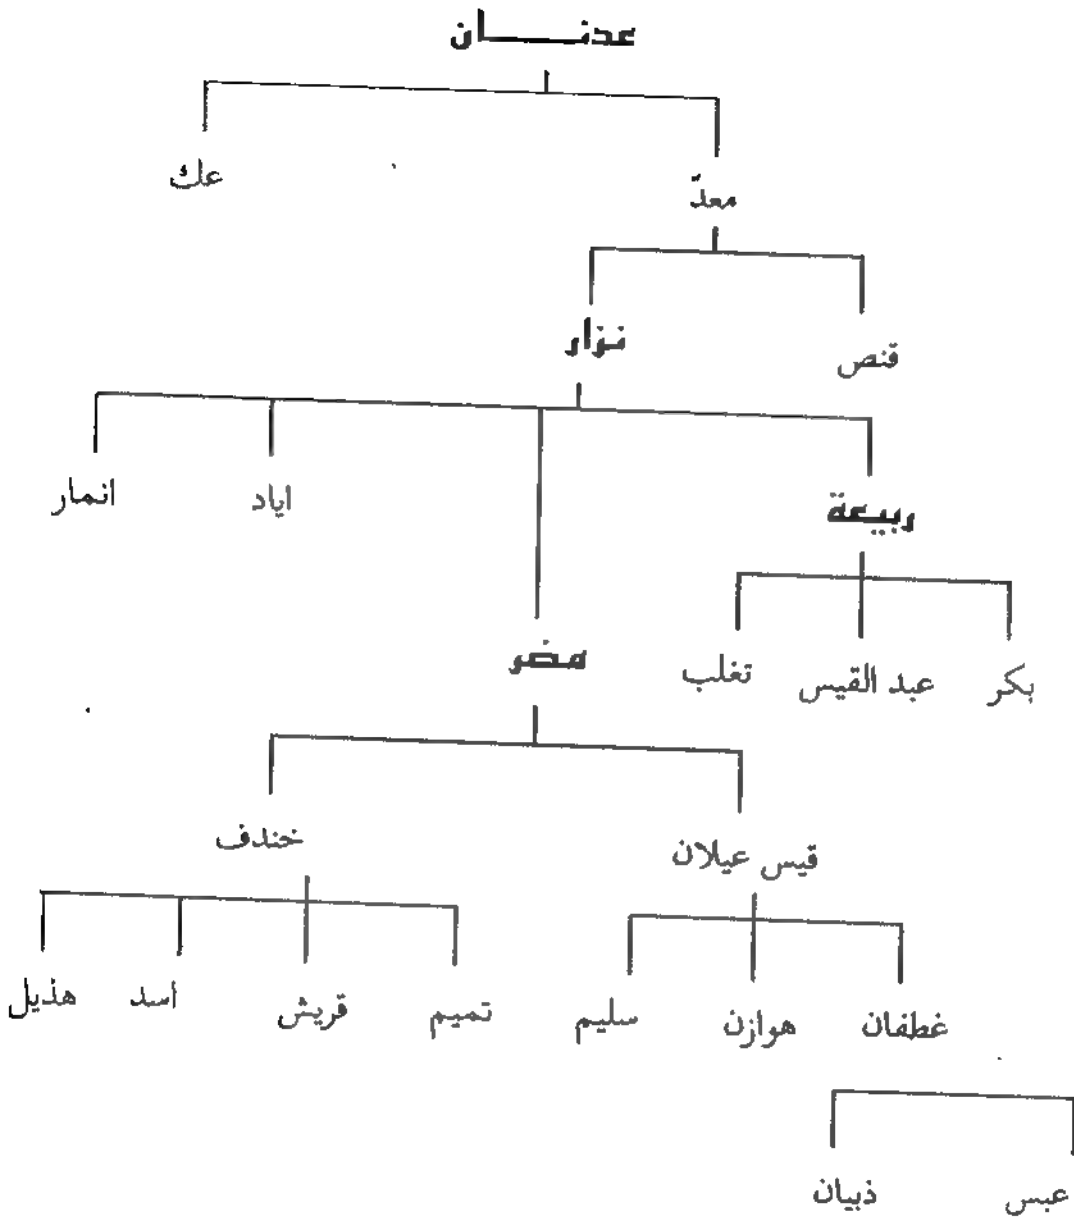 عدنـــــان
معدّ عك
قنص نزار
ربيعة مضر اياد انمار
بكر عبد القيس تغلب
قيس عيلان خندف
غطفان هوازن سليم تميم قريش اسد هذيل
عبس ذبيان